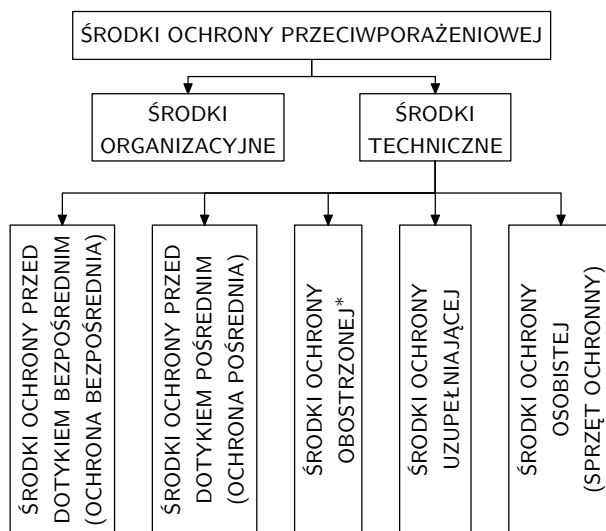 ŚRODKI OCHRONY PRZECIWPORAŻENIOWEJ
ŚRODKI
ORGANIZACYJNE
ŚRODKI
TECHNICZNE
ŚRODKI OCHRONY PRZED
DOTYKIEM BEZPOŚREDNIM
(OCHRONA BEZPOŚREDNIA)
ŚRODKI OCHRONY PRZED
DOTYKIEM POŚREDNIM
(OCHRONA POŚREDNIA)
ŚRODKI OCHRONY
OBOSTRZONEJ*
ŚRODKI OCHRONY
UZUPEŁNIAJĄCEJ
ŚRODKI OCHRONY
OSOBISTEJ
(SPRZĘT OCHRONNY)